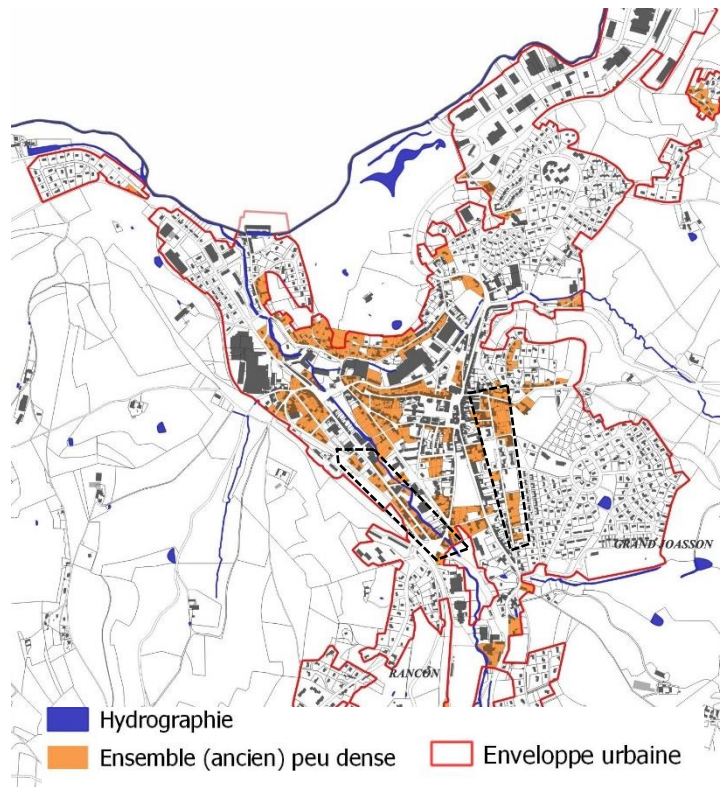 GRAND JOASSON
RANCON
Hydrographie
Ensemble (ancien) peu dense
Enveloppe urbaine